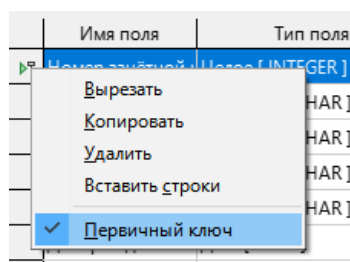 Имя поля Тип поля
Номер зачётной Целое [ INTEGER ]
Вырезать
HAR ]
Копировать
HAR ]
Удалить
HAR ]
Вставить строки
HAR ]
Первичный ключ